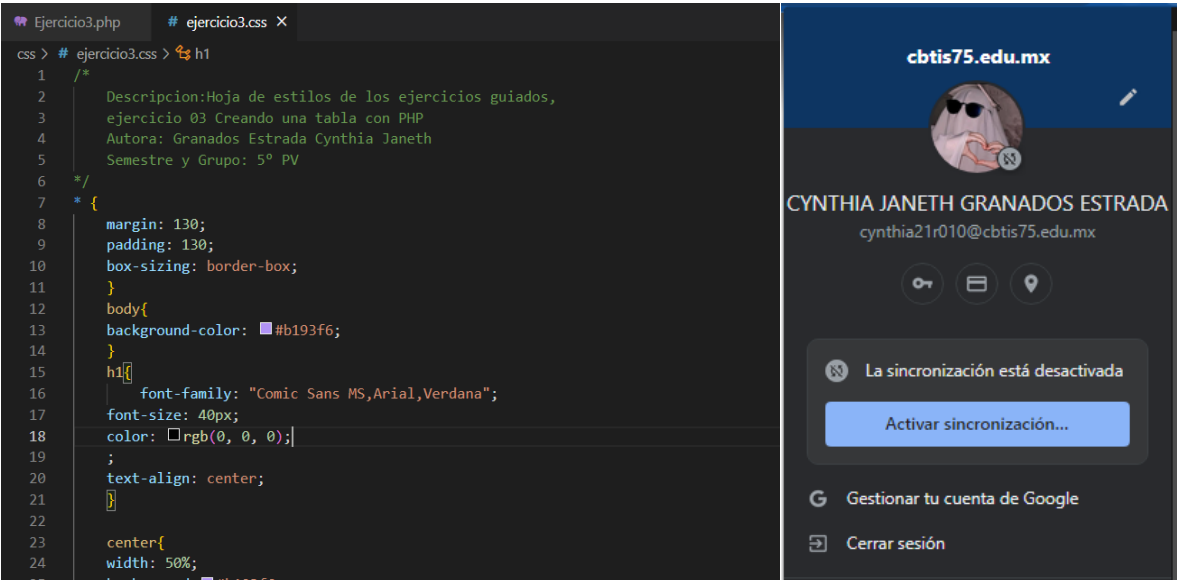 Ejercicio3.php
# ejercicio3.css ×
css > # ejercicio3.css > h1
1 /*
2 Descripcion:Hoja de estilos de los ejercicios guiados,
3 ejercicio 03 Creando una tabla con PHP
4 Autora: Granados Estrada Cynthia Janeth
5 Semestre y Grupo: 5º PV
6 */
7 * {
8 margin: 130;
9 padding: 130;
10 box-sizing: border-box;
11 }
12 body{
13 background-color: #b193f6;
14 }
15 h1{
16 font-family: "Comic Sans MS,Arial,Verdana";
17 font-size: 40px;
18 color: rgb(0, 0, 0);
19 ;
20 text-align: center;
21 }
22
23 center{
24 width: 50%;
cbtis75.edu.mx
CYNTHIA JANETH GRANADOS ESTRADA
cynthia21r010@cbtis75.edu.mx
La sincronización está desactivada
Activar sincronización...
G Gestionar tu cuenta de Google
Cerrar sesión